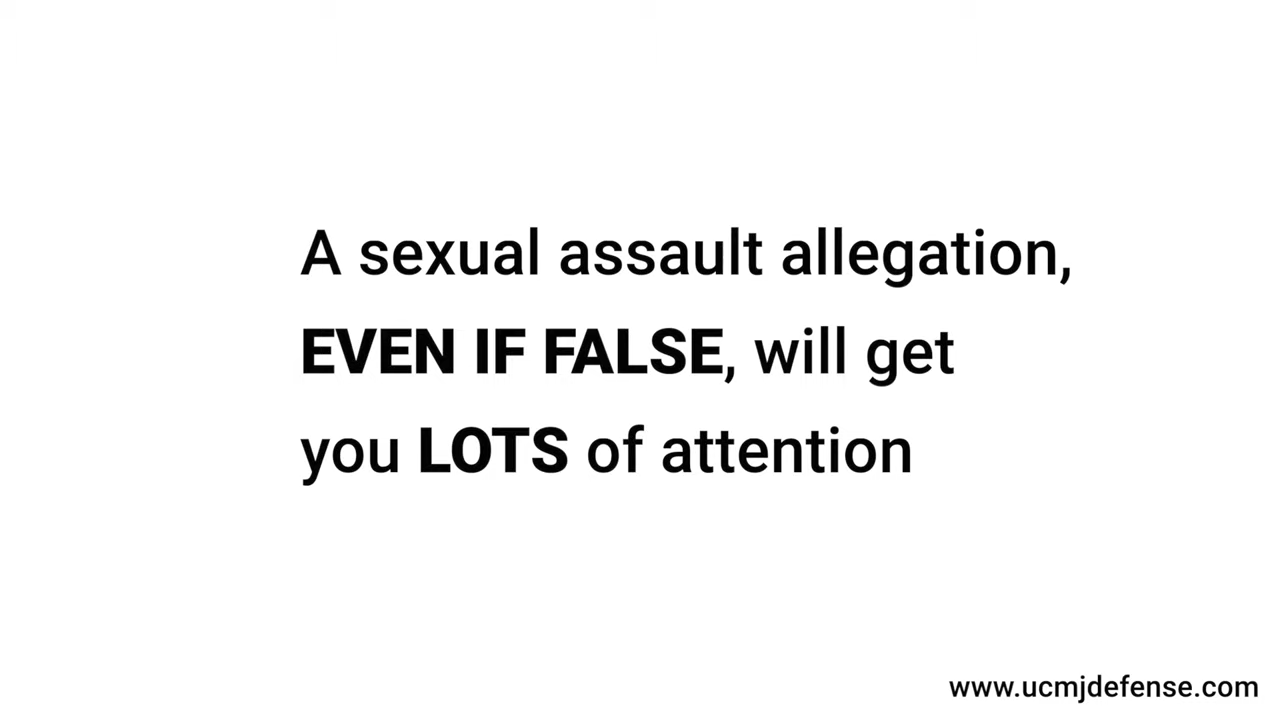 A sexual assault allegation,
EVEN IF FALSE, will get
you LOTS of attention
www.ucmjdefense.com